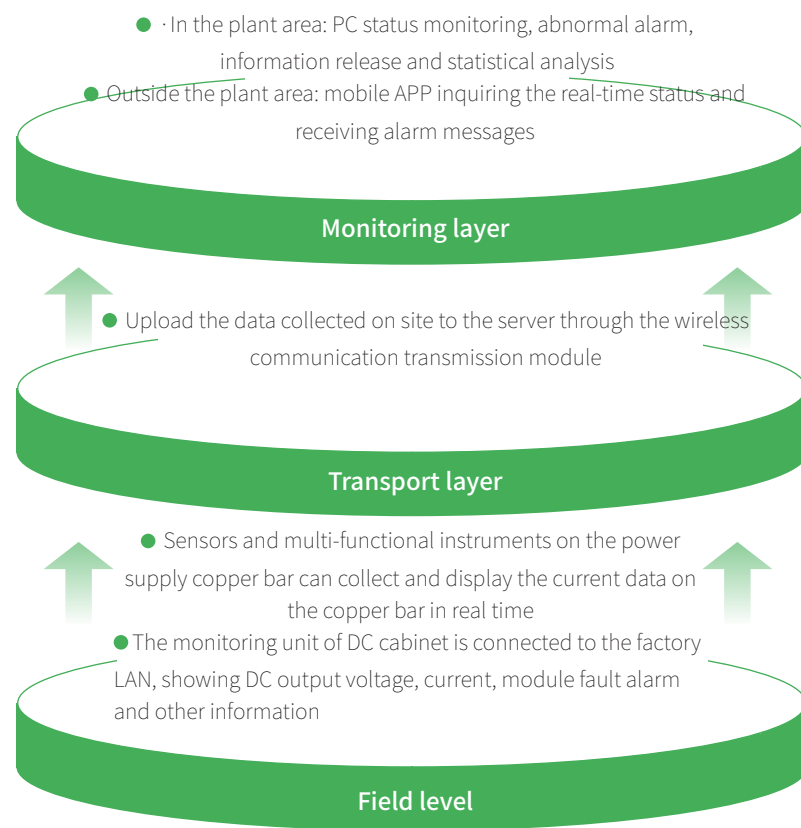 ● · In the plant area: PC status monitoring, abnormal alarm,
information release and statistical analysis
● Outside the plant area: mobile APP inquiring the real-time status and
receiving alarm messages
Monitoring layer
● Upload the data collected on site to the server through the wireless
communication transmission module
Transport layer
● Sensors and multi-functional instruments on the power
supply copper bar can collect and display the current data on
the copper bar in real time
● The monitoring unit of DC cabinet is connected to the factory
LAN, showing DC output voltage, current, module fault alarm
and other information
Field level